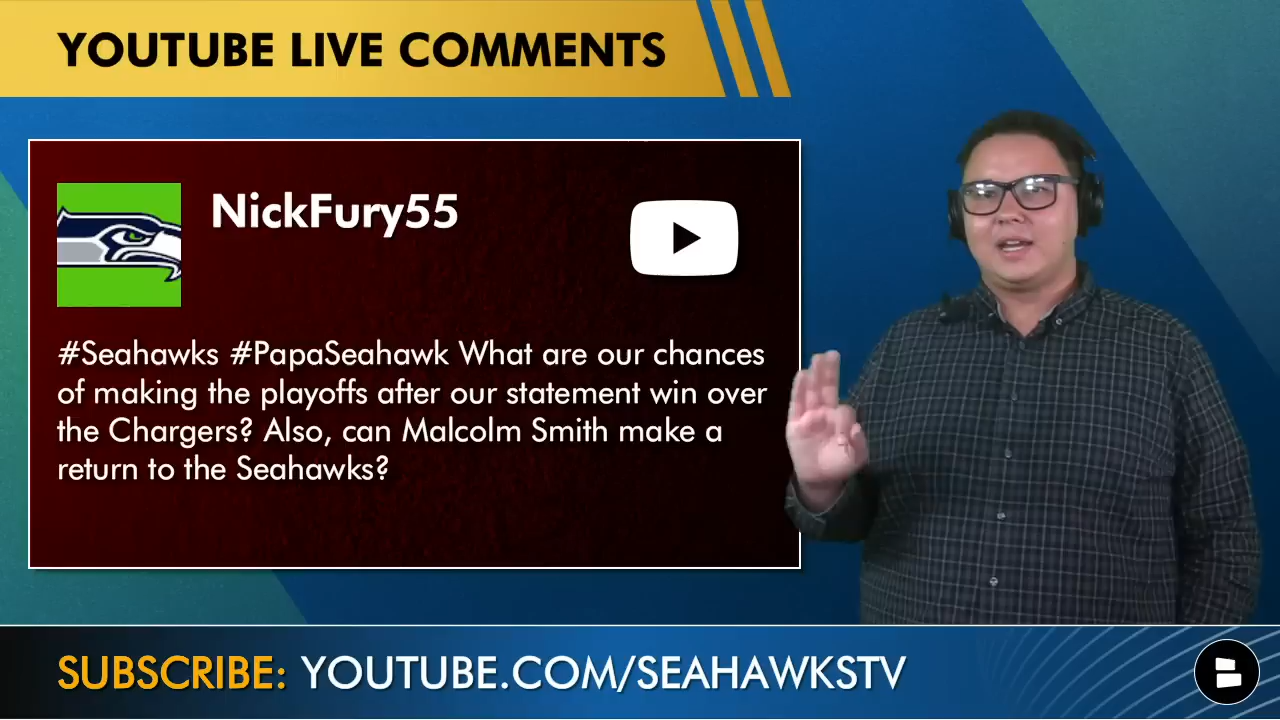 YOUTUBE LIVE COMMENTS
NickFury55
#Seahawks #PapaSeahawk What are our chances
of making the playoffs after our statement win over
the Chargers? Also, can Malcolm Smith make a
return to the Seahawks?
SUBSCRIBE: YOUTUBE.COM/SEAHAWKSTV